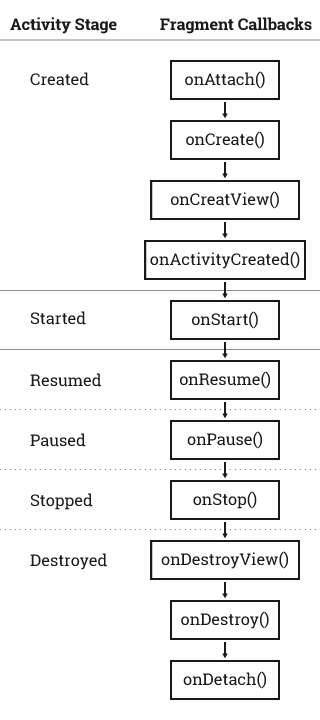 Activity Stage Fragment Callbacks
Created onAttach()
onCreate()
onCreatView()
onActivityCreated()
Started onStart()
Resumed onResume()
Paused onPause()
Stopped onStop()
Destroyed onDestroyView()
onDestroy()
onDetach()